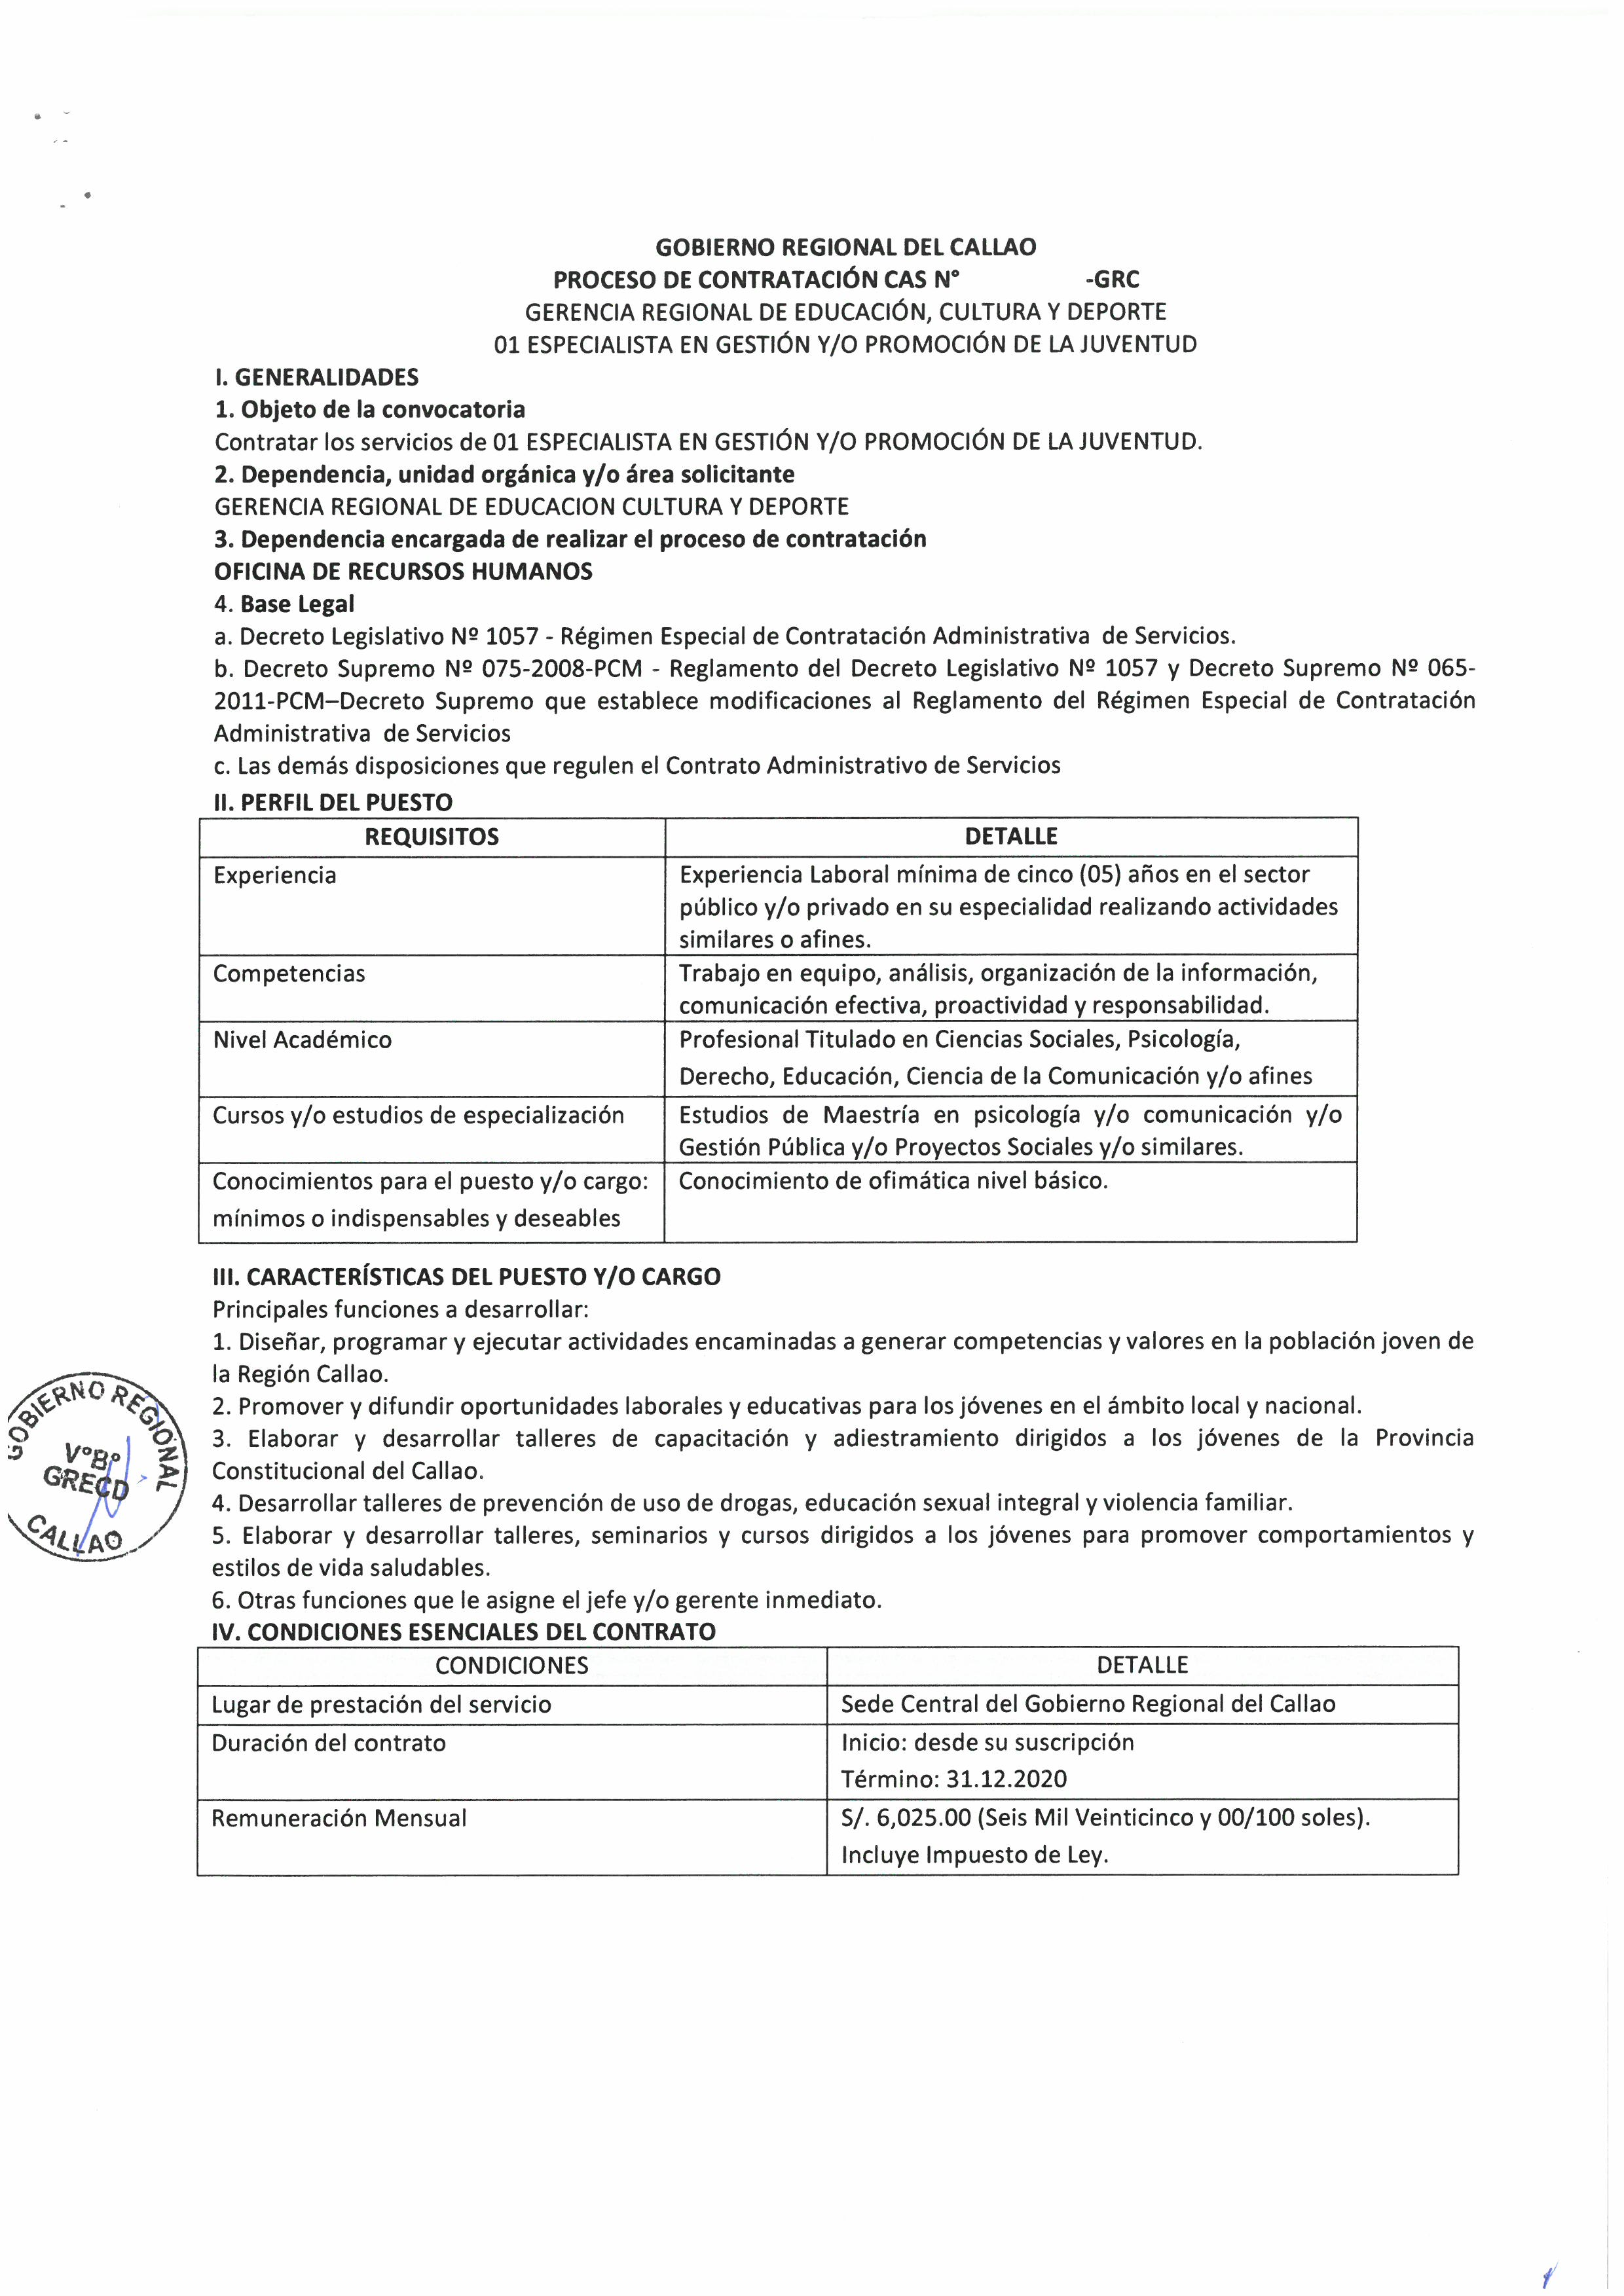 GOBIERNO REGIONAL DEL CALLAO
PROCESO DE CONTRATACIÓN CAS N° -GRC
GERENCIA REGIONAL DE EDUCACIÓN, CULTURA Y DEPORTE
01 ESPECIALISTA EN GESTIÓN Y/O PROMOCIÓN DE LA JUVENTUD
I. GENERALIDADES
1. Objeto de la convocatoria
Contratar los servicios de 01 ESPECIALISTA EN GESTIÓN Y/O PROMOCIÓN DE LA JUVENTUD.
2. Dependencia, unidad orgánica y/o área solicitante
GERENCIA REGIONAL DE EDUCACION CULTURA Y DEPORTE
3. Dependencia encargada de realizar el proceso de contratación
OFICINA DE RECURSOS HUMANOS
4. Base Legal
a. Decreto Legislativo Nº 1057 - Régimen Especial de Contratación Administrativa de Servicios.
b. Decreto Supremo Nº 075-2008-PCM - Reglamento del Decreto Legislativo Nº 1057 y Decreto Supremo Nº 065-
2011-PCM–Decreto Supremo que establece modificaciones al Reglamento del Régimen Especial de Contratación
Administrativa de Servicios
c. Las demás disposiciones que regulen el Contrato Administrativo de Servicios
II. PERFIL DEL PUESTO
REQUISITOS DETALLE
Experiencia Experiencia Laboral mínima de cinco (05) años en el sector
público y/o privado en su especialidad realizando actividades
similares o afines.
Competencias Trabajo en equipo, análisis, organización de la información,
comunicación efectiva, proactividad y responsabilidad.
Nivel Académico Profesional Titulado en Ciencias Sociales, Psicología,
Derecho, Educación, Ciencia de la Comunicación y/o afines
Cursos y/o estudios de especialización Estudios de Maestría en psicología y/o comunicación y/o
Gestión Pública y/o Proyectos Sociales y/o similares.
Conocimientos para el puesto y/o cargo: Conocimiento de ofimática nivel básico.
mínimos o indispensables y deseables
III. CARACTERÍSTICAS DEL PUESTO Y/O CARGO
Principales funciones a desarrollar:
1. Diseñar, programar y ejecutar actividades encaminadas a generar competencias y valores en la población joven de
la Región Callao.
2. Promover y difundir oportunidades laborales y educativas para los jóvenes en el ámbito local y nacional.
3. Elaborar y desarrollar talleres de capacitación y adiestramiento dirigidos a los jóvenes de la Provincia
Constitucional del Callao.
4. Desarrollar talleres de prevención de uso de drogas, educación sexual integral y violencia familiar.
5. Elaborar y desarrollar talleres, seminarios y cursos dirigidos a los jóvenes para promover comportamientos y
estilos de vida saludables.
6. Otras funciones que le asigne el jefe y/o gerente inmediato.
GOBIERNO REGIONAL
V°B°
GRECD
CALLAO
IV. CONDICIONES ESENCIALES DEL CONTRATO
CONDICIONES DETALLE
Lugar de prestación del servicio Sede Central del Gobierno Regional del Callao
Duración del contrato Inicio: desde su suscripción
Término: 31.12.2020
Remuneración Mensual S/. 6,025.00 (Seis Mil Veinticinco y 00/100 soles).
Incluye Impuesto de Ley.